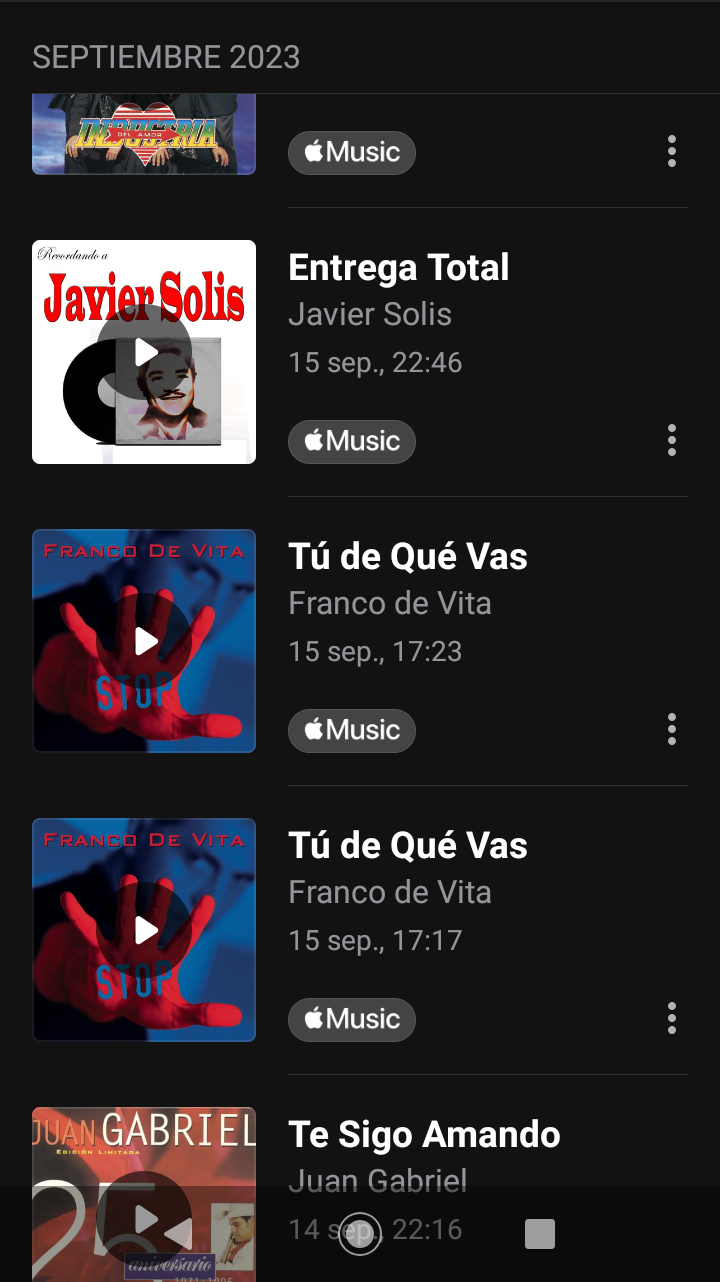 SEPTIEMBRE 2023
INDUSTRIA
DEL AMOR
Music
Recordando a
Javier Solis
Entrega Total
Javier Solis
15 sep., 22:46
Music
FRANCO DE VITA
STOP
Tú de Qué Vas
Franco de Vita
15 sep., 17:23
Music
FRANCO DE VITA
STOP
Tú de Qué Vas
Franco de Vita
15 sep., 17:17
Music
JUAN GABRIEL
EDICIÓN LIMITADA
25
aniversario
1971-1996
Te Sigo Amando
Juan Gabriel
14 sep., 22:16